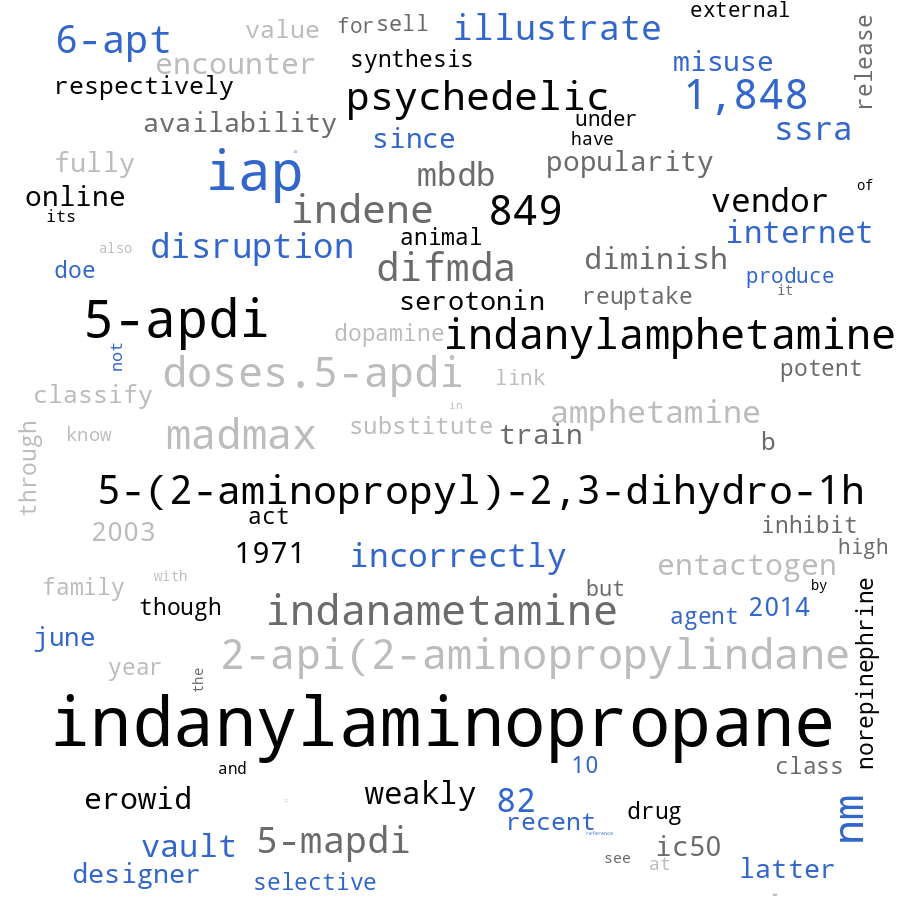 external
6-apt
value
for
sell
illustrate
encounter
synthesis
misuse
release
respectively
psychedelic
1,848
availability
since
under
have
ssra
fully
iap
mbdb
popularity
online
indene
849
vendor
of
its
also
disruption
animal
internet
doe
difmda
diminish
produce
it
5-apdi
serotonin
reuptake
not
dopamine
indanylamphetamine
doses.5-apdi
link
potent
classify
in
amphetamine
through
know
madmax
substitute
train
b
5-(2-aminopropyl)-2,3-dihydro-1h
2003
act
inhibit
1971
incorrectly
high
family
with
entactogen
but
by
though
indanametamine
agent
2014
norepinephrine
june
year
the
2-api(2-aminopropylindane
indanylaminopropane
and
10
class
erowid
weakly
82
drug
nm
recent
reference
vault
5-mapdi
see
ic50
at
designer
selective
latter